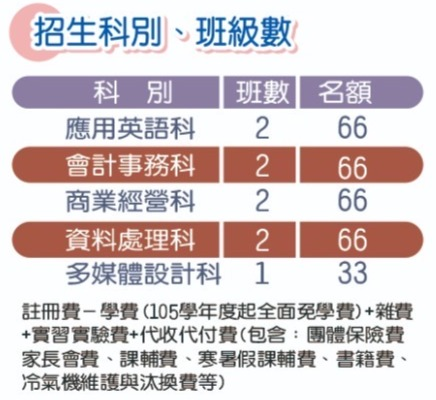 招生科別、班級數
科 別 班數 名額
應用英語科 2 66
會計事務科 2 66
商業經營科 2 66
資料處理科 2 66
多媒體設計科 1 33
註冊費－學費(105學年度起全面免學費)+雜費
+實習實驗費+代收代付費(包含：團體保險費
家長會費、課輔費、寒暑假課輔費、書籍費、
冷氣機維護與汰換費等)